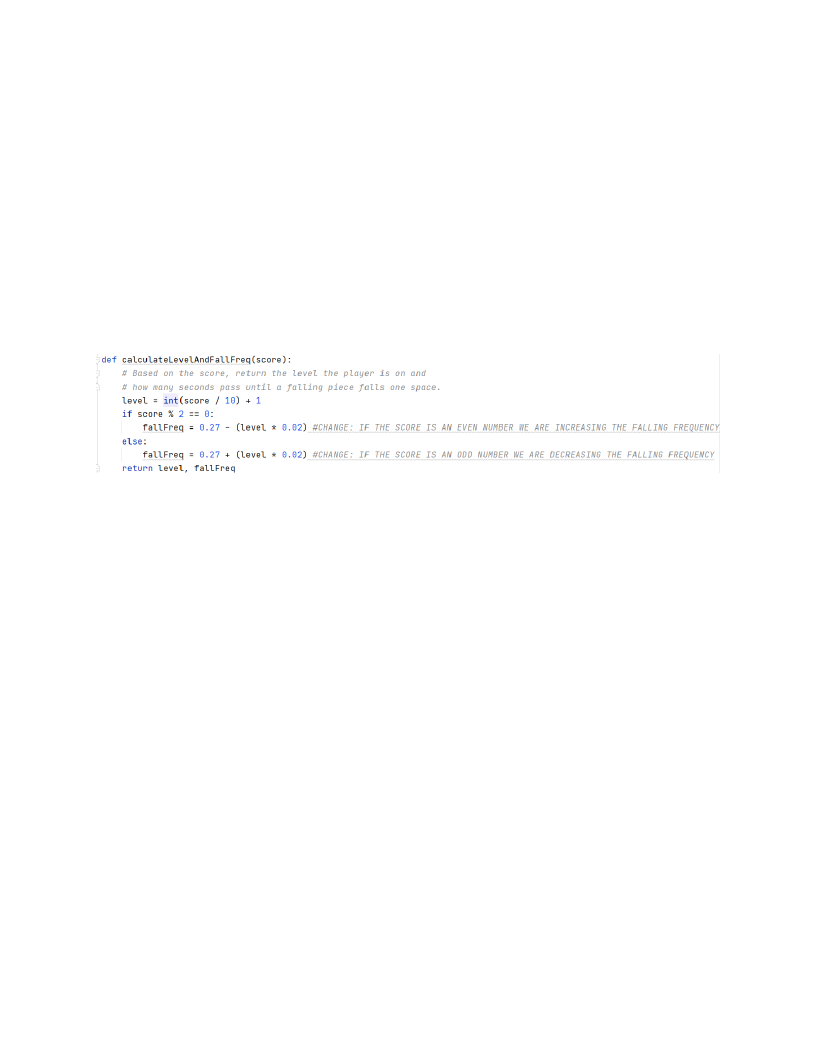 def calculateLevelAndFallFreq(score):
    # Based on the score, return the level the player is on and
    # how many seconds pass until a falling piece falls one space.
    level = int(score / 10) + 1
    if score % 2 == 0:
        fallFreq = 0.27 - (level * 0.02) #CHANGE: IF THE SCORE IS AN EVEN NUMBER WE ARE INCREASING THE FALLING FREQUENCY
    else:
        fallFreq = 0.27 + (level * 0.02) #CHANGE: IF THE SCORE IS AN ODD NUMBER WE ARE DECREASING THE FALLING FREQUENCY
    return level, fallFreq